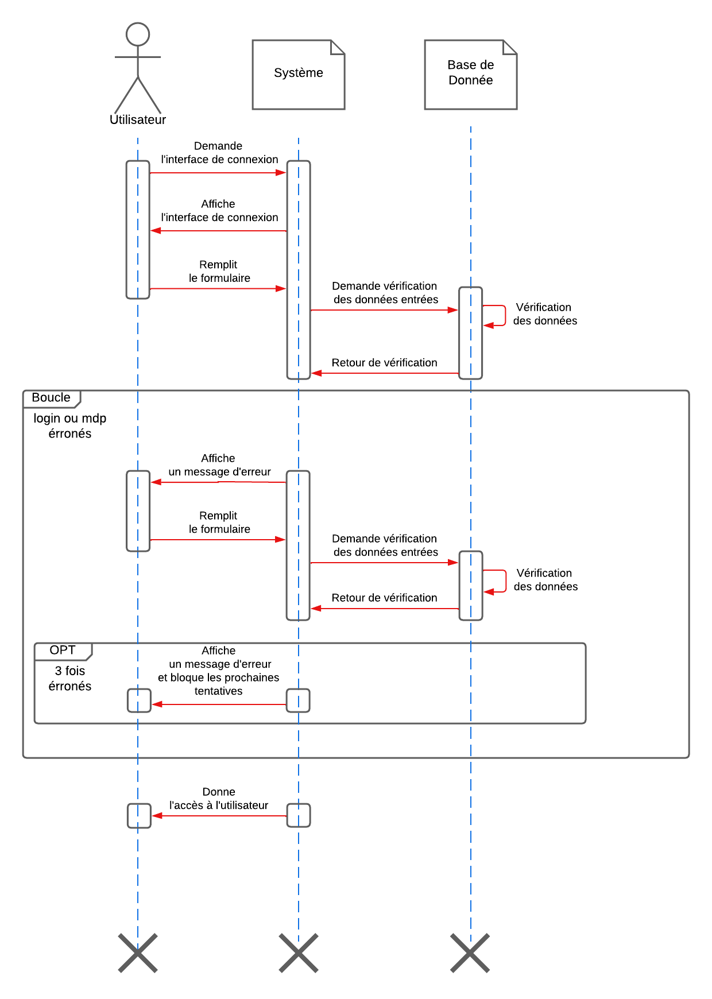 Utilisateur
Système
Base de
Donnée
Demande
l'interface de connexion
Affiche
l'interface de connexion
Remplit
le formulaire
Demande vérification
des données entrées
Vérification
des données
Retour de vérification
Boucle
login ou mdp
érronés
Affiche
un message d'erreur
Remplit
le formulaire
Demande vérification
des données entrées
Vérification
des données
Retour de vérification
OPT
3 fois
érronés
Affiche
un message d'erreur
et bloque les prochaines
tentatives
Donne
l'accès à l'utilisateur